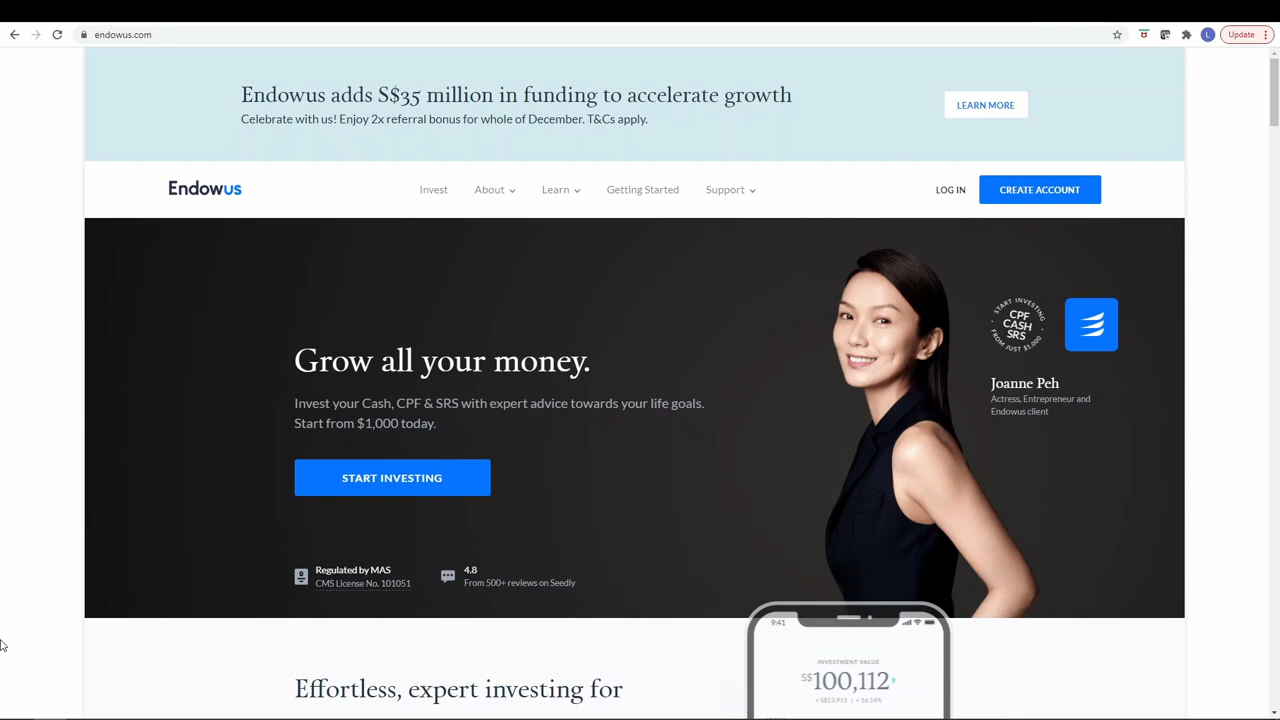 endowus.com
L
Update
Endowus adds S$35 million in funding to accelerate growth
Celebrate with us! Enjoy 2x referral bonus for whole of December. T&Cs apply.
LEARN MORE
Endowus
Invest
About
Learn
Getting Started
Support
LOG IN
CREATE ACCOUNT
Grow all your money.
Invest your Cash, CPF & SRS with expert advice towards your life goals.
Start from $1,000 today.
START INVESTING
START INVESTING
CPF
CASH
SRS
FROM JUST $1,000
Joanne Peh
Actress, Entrepreneur and
Endowus client
Regulated by MAS
CMS License No. 101051
4.8
From 500+ reviews on Seedly
Effortless, expert investing for
9:41
INVESTMENT VALUE
S$100,112
+ S$13,913 | + 16.14%